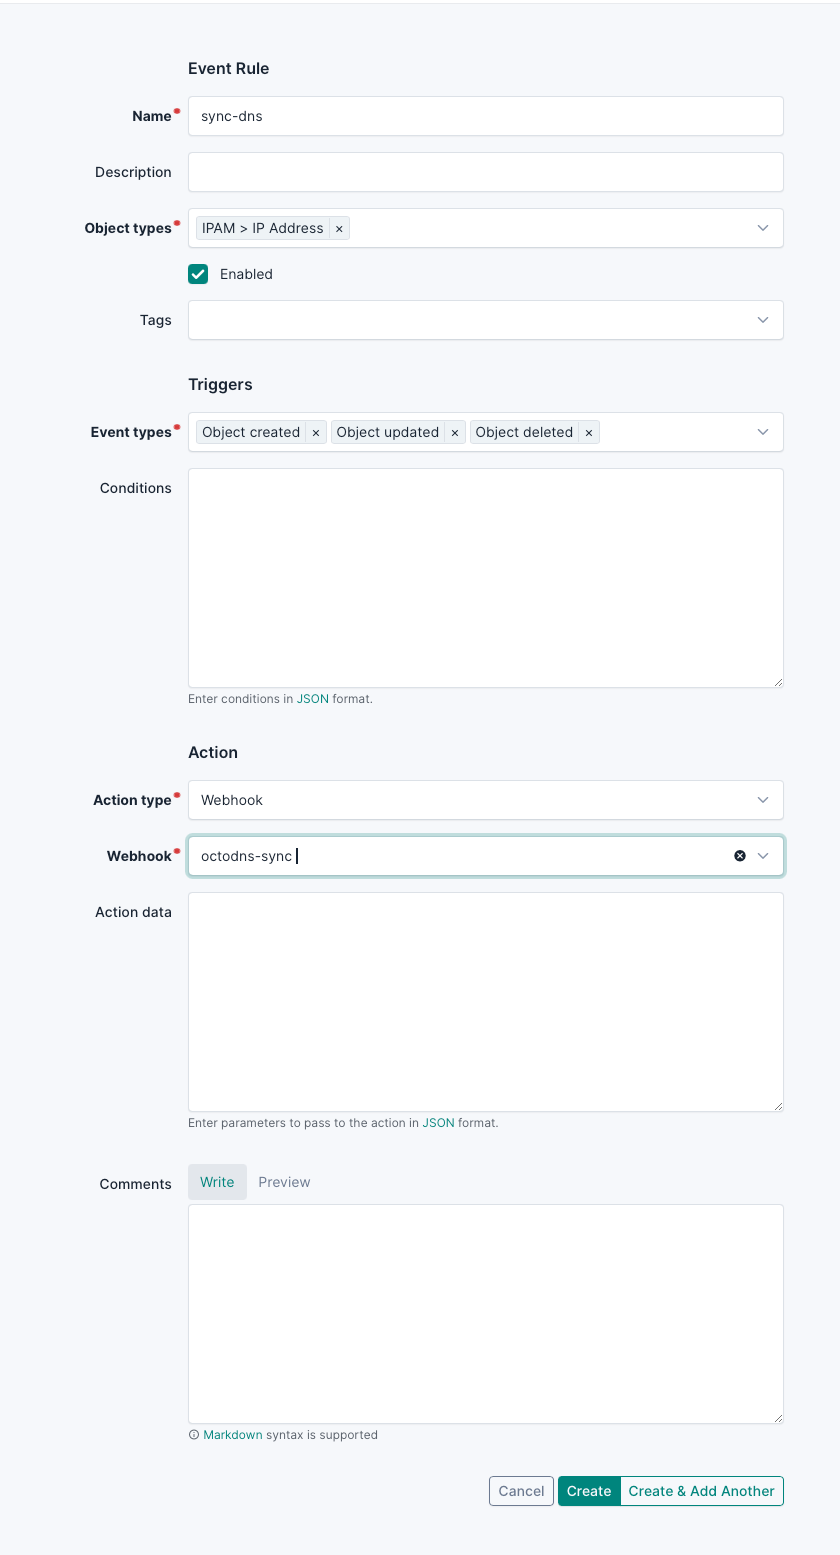 Event Rule
Name
sync-dns
Description
Object types
IPAM > IP Address ×
Enabled
Tags
Triggers
Event types
Object created × Object updated × Object deleted ×
Conditions
Enter conditions in JSON format.
Action
Action type
Webhook
Webhook
octodns-sync
Action data
Enter parameters to pass to the action in JSON format.
Comments
Write Preview
Markdown syntax is supported
Cancel Create Create & Add Another